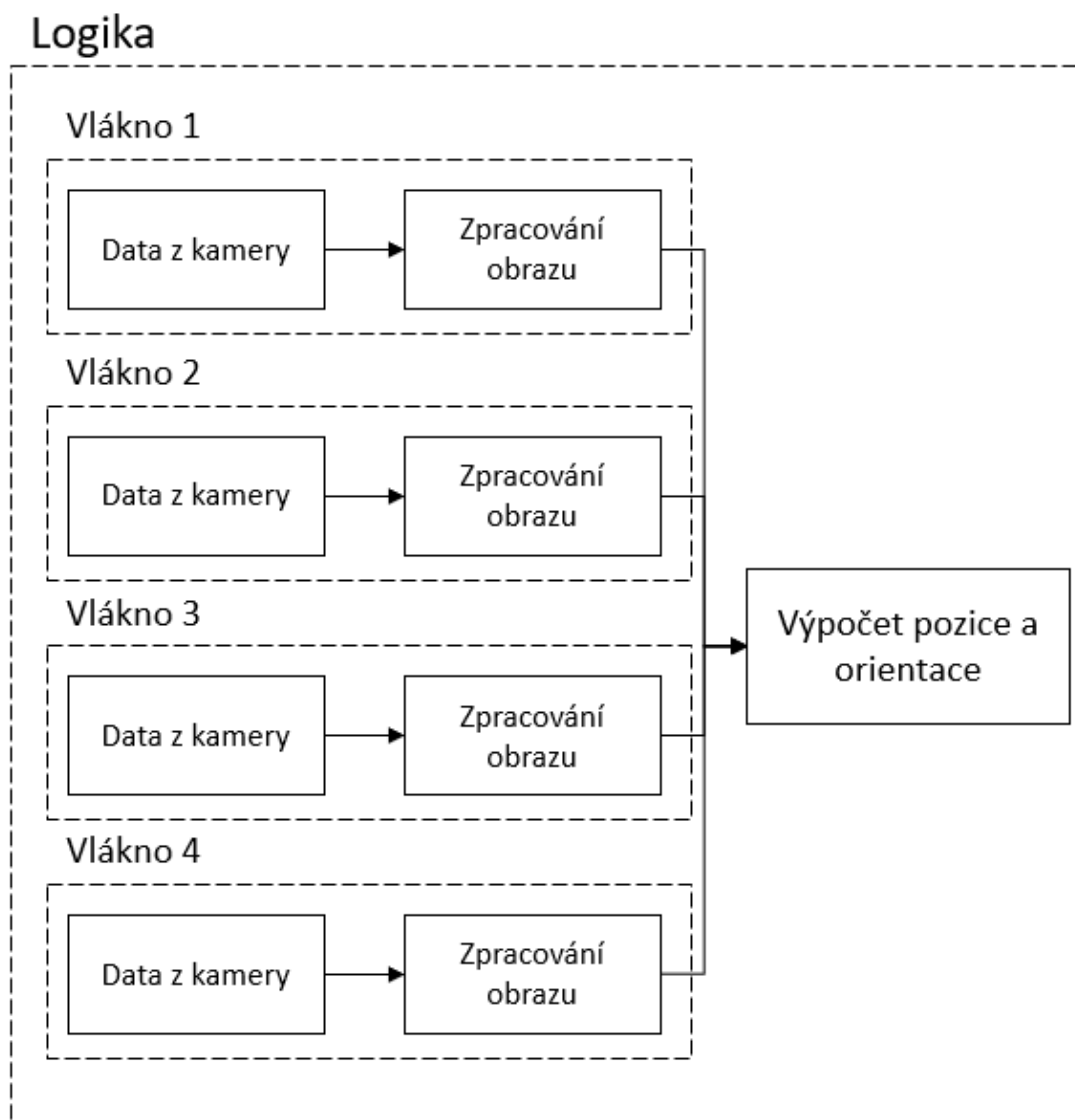 Logika
Vlákno 1
Data z kamery
Zpracování
obrazu
Vlákno 2
Data z kamery
Zpracování
obrazu
Vlákno 3
Data z kamery
Zpracování
obrazu
Vlákno 4
Data z kamery
Zpracování
obrazu
Výpočet pozice a
orientace